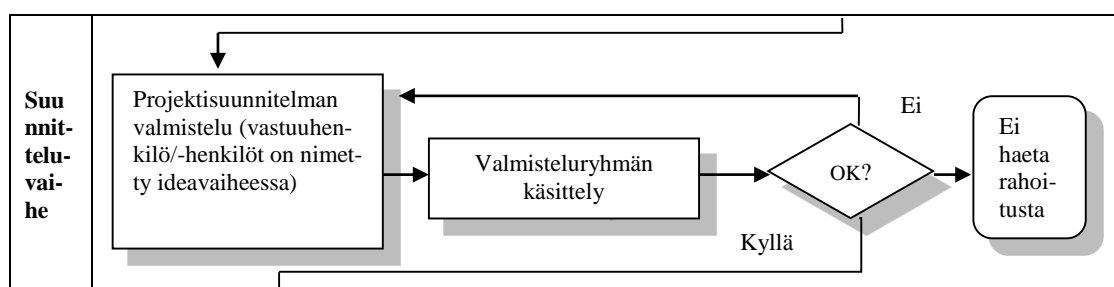 Suu
nnit-
telu-
vai-
he
Projektisuunnitelman
valmistelu (vastuuhen-
kilö/-henkilöt on nimet-
ty ideavaiheessa)
Valmisteluryhmän
käsittely
OK?
Ei
Kyllä
Ei
haeta
rahoi-
tusta